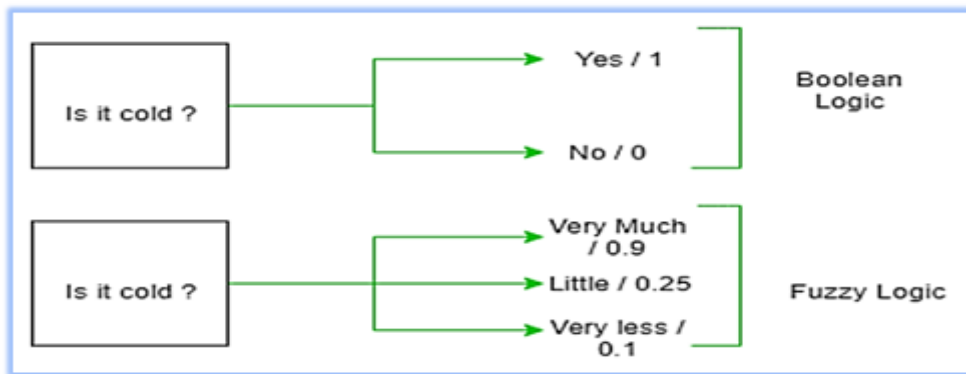 Is it cold ?
Yes / 1
No / 0
Boolean
Logic
Is it cold ?
Very Much
/ 0.9
Little / 0.25
Very less /
0.1
Fuzzy Logic